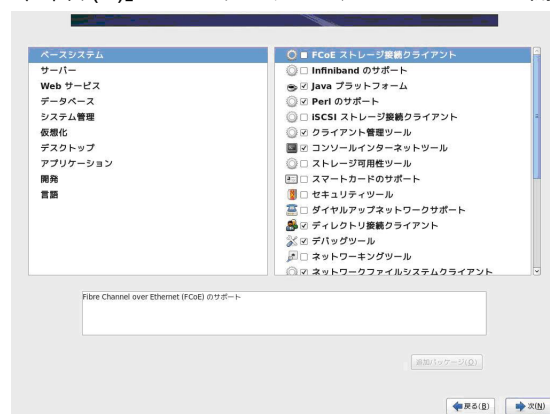 ベースシステム
サーバー
Web サービス
データベース
システム管理
仮想化
デスクトップ
アプリケーション
開発
言語
FCoE ストレージ接続クライアント
Infiniband のサポート
Java プラットフォーム
Perl のサポート
iSCSI ストレージ接続クライアント
クライアント管理ツール
コンソールインターネットツール
ストレージ可用性ツール
スマートカードのサポート
セキュリティツール
ダイヤルアップネットワークサポート
ディレクトリ接続クライアント
デバッグツール
ネットワーキングツール
ネットワークファイルシステムクライアント
Fibre Channel over Ethernet (FCoE) のサポート
追加パッケージ(O)
戻る(B)
次(N)